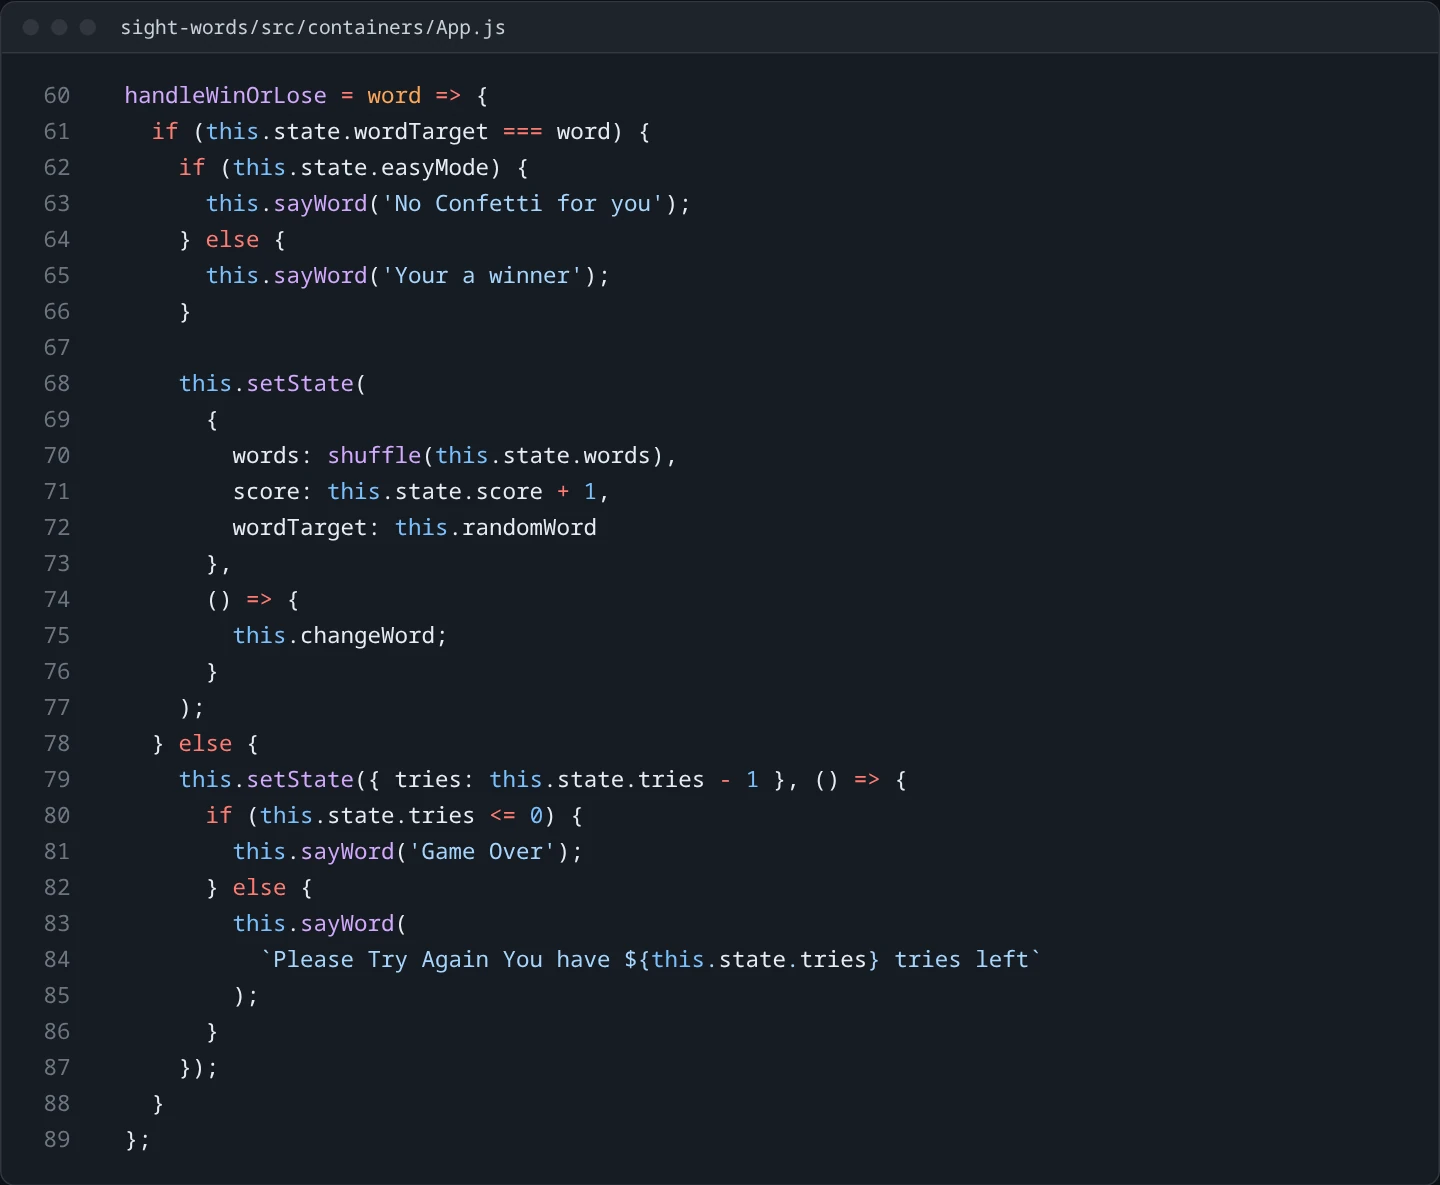 sight-words/src/containers/App.js
60 handleWinOrLose = word => {
61 if (this.state.wordTarget === word) {
62 if (this.state.easyMode) {
63 this.sayWord('No Confetti for you');
64 } else {
65 this.sayWord('Your a winner');
66 }
67
68 this.setState(
69 {
70 words: shuffle(this.state.words),
71 score: this.state.score + 1,
72 wordTarget: this.randomWord
73 },
74 () => {
75 this.changeWord;
76 }
77 );
78 } else {
79 this.setState({ tries: this.state.tries - 1 }, () => {
80 if (this.state.tries <= 0) {
81 this.sayWord('Game Over');
82 } else {
83 this.sayWord(
84 `Please Try Again You have ${this.state.tries} tries left`
85 );
86 }
87 });
88 }
89 };